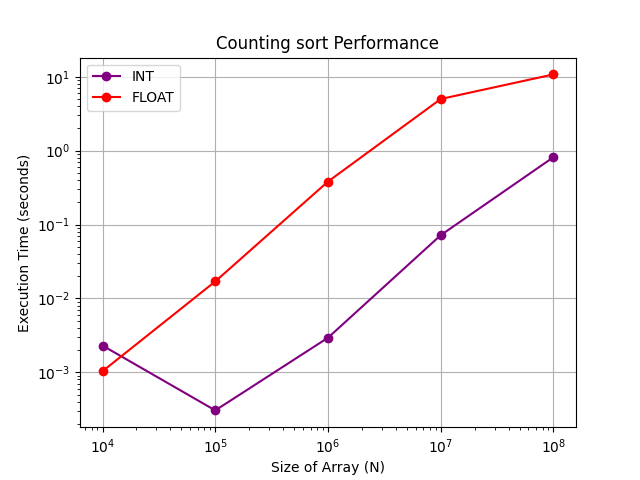 Counting sort Performance
INT
FLOAT
Execution Time (seconds)
10¹
10⁰
10⁻¹
10⁻²
10⁻³
10⁴ 10⁵ 10⁶ 10⁷ 10⁸
Size of Array (N)